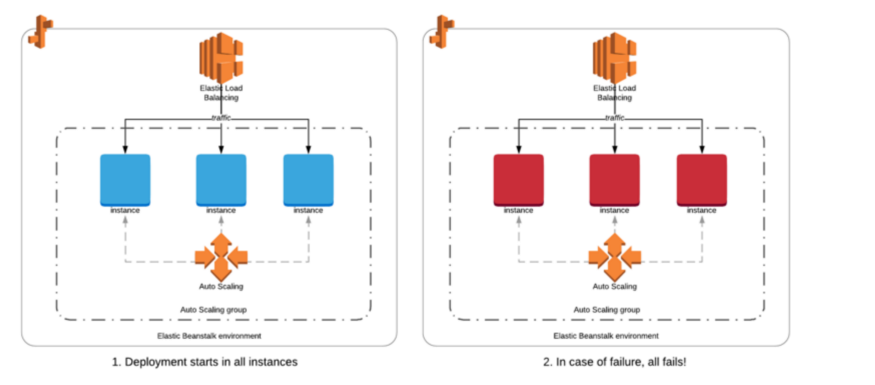 Elastic Load
Balancing
traffic
instance
instance
instance
Auto Scaling
Auto Scaling group
Elastic Beanstalk environment
1. Deployment starts in all instances
Elastic Load
Balancing
traffic
instance
instance
instance
Auto Scaling
Auto Scaling group
Elastic Beanstalk environment
2. In case of failure, all fails!